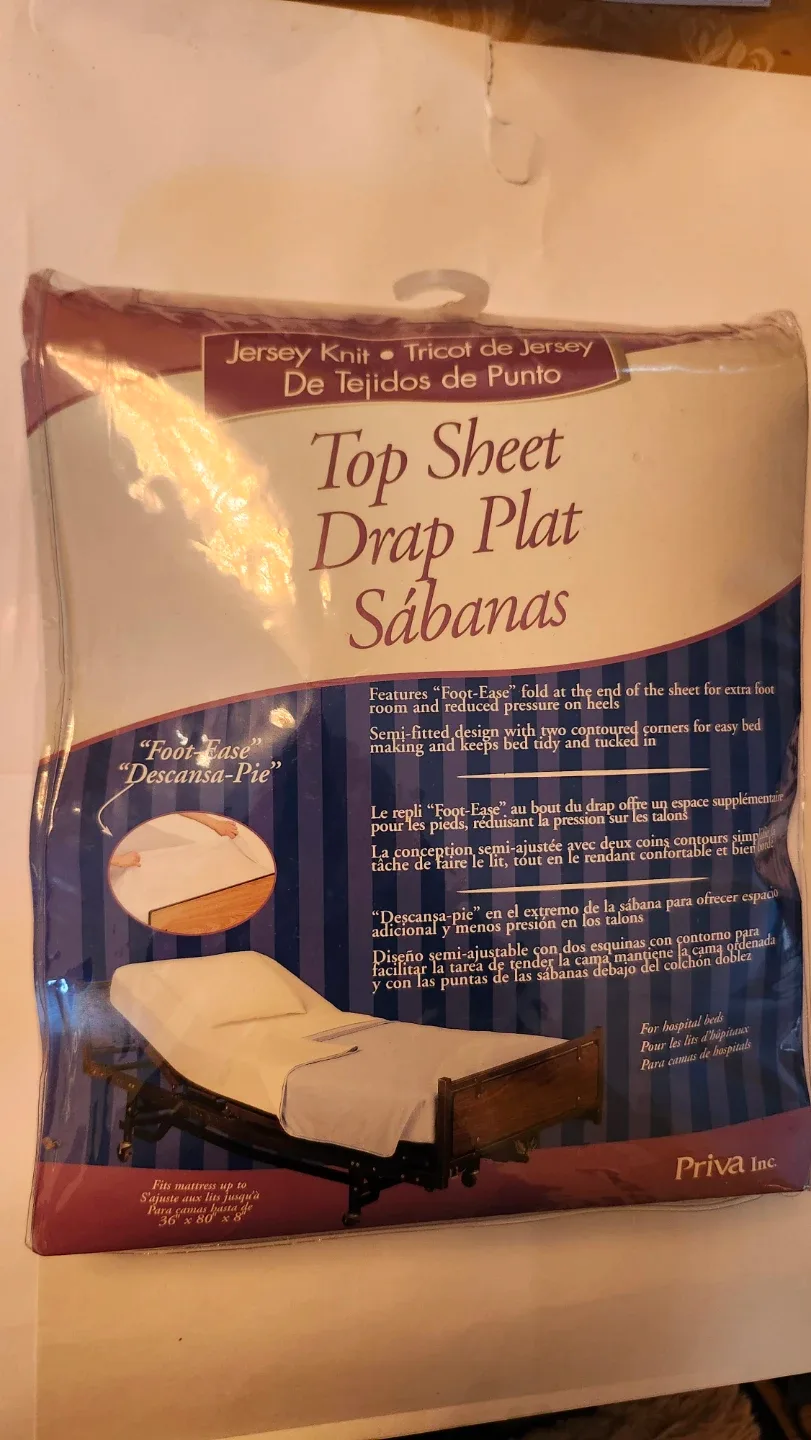 Jersey Knit • Tricot de Jersey
De Tejidos de Punto
Top Sheet
Drap Plat
Sábanas
Features “Foot-Ease” fold at the end of the sheet for extra foot
room and reduced pressure on heels
Semi-fitted design with two contoured corners for easy bed
making and keeps bed tidy and tucked in
“Foot-Ease”
“Descansa-Pie”
Le repli “Foot-Ease” au bout du drap offre un espace supplémentaire
pour les pieds, réduisant la pression sur les talons
La conception semi-ajustée avec deux coins contours
tâche de faire le lit, tout en le rendant confortable et bien
“Descansa-pie” en el extremo de la sábana para ofrecer espacio
adicional y menos presión en los talons
Diseño semi-ajustable con dos esquinas con contorno para
facilitar la tarea de tender la cama mantiene la cama ordenada
y con las puntas de las sábanas debajo del colchón doblez
For hospital beds
Pour les lits d'hôpitaux
Para camas de hospitals
Priva Inc.
Fits mattress up to
S'ajuste aux lits jusqu'à
Para camas hasta de
36" x 80" x 8"